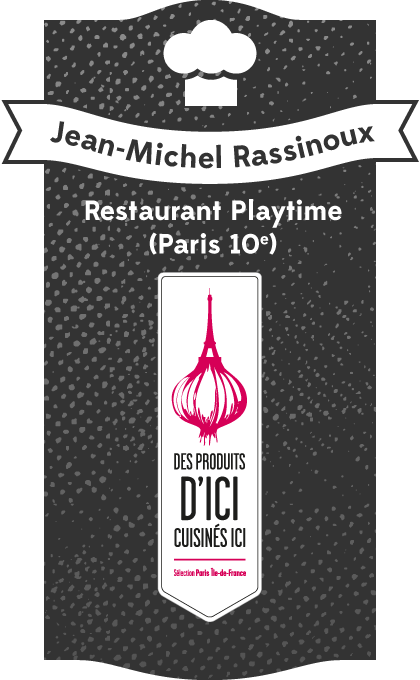 Jean-Michel Rassinoux
Restaurant Playtime
(Paris 10ᵉ)
DES PRODUITS
D'ICI
CUISINÉS ICI
Sélection Paris Île-de-France